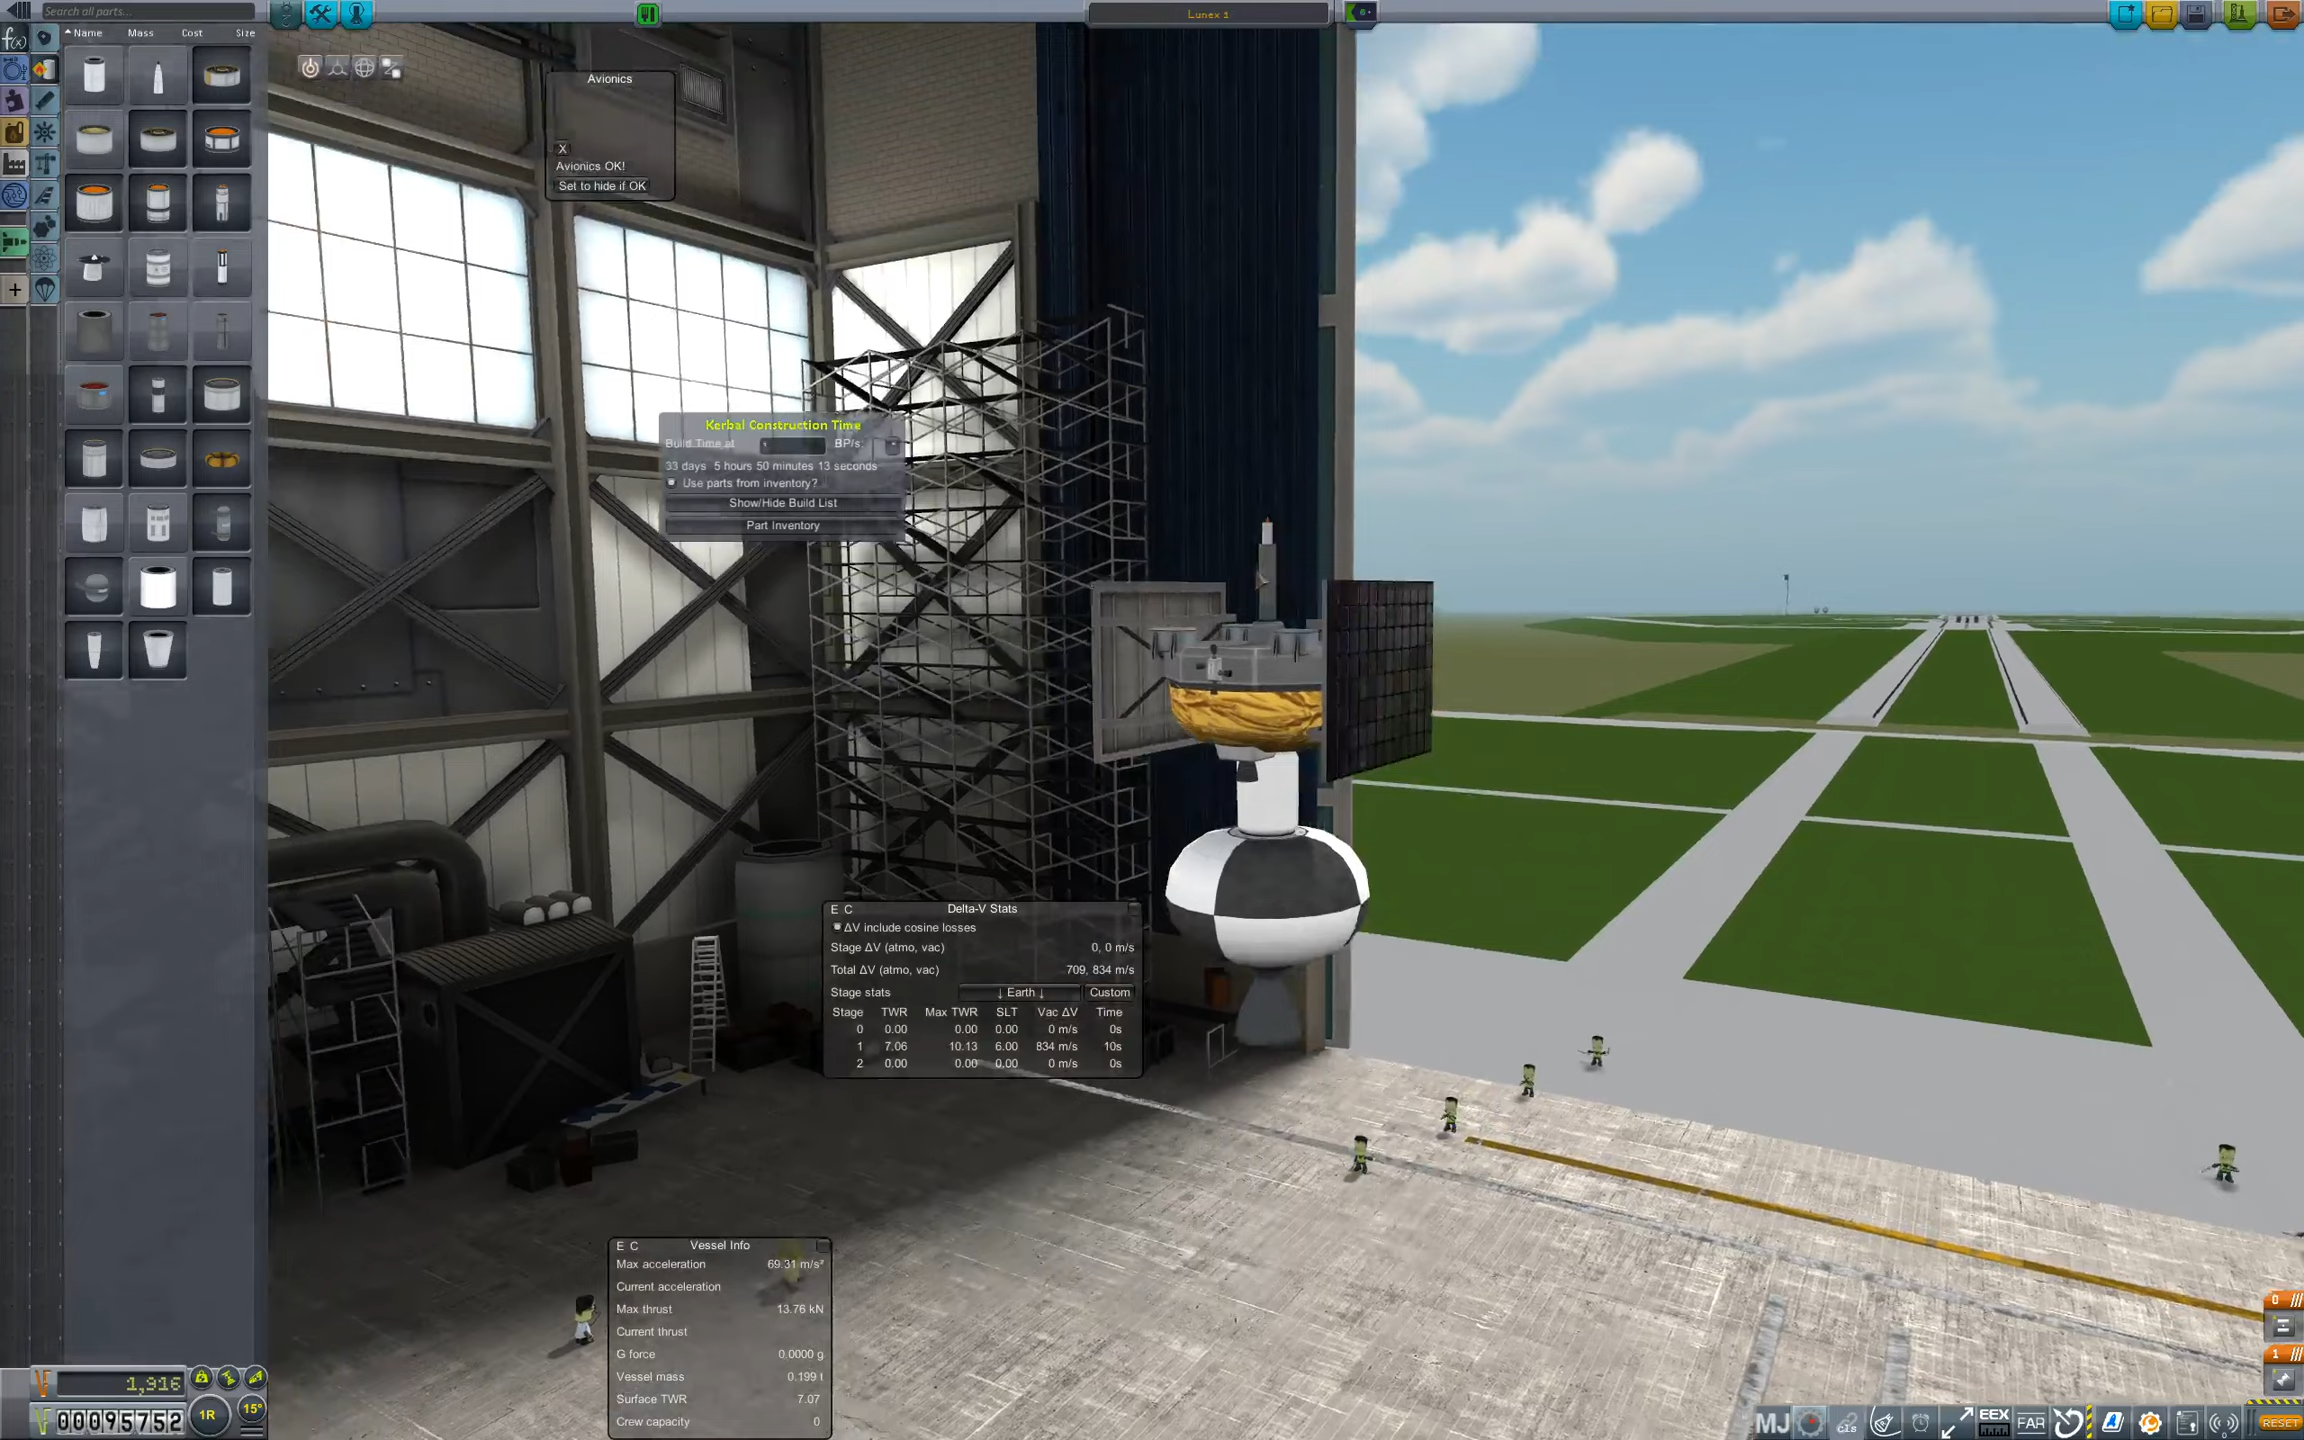 Search all parts...
Lunex 1
Name Mass Cost Size
f(x)
Avionics
X
Avionics OK!
Set to hide if OK
Kerbal Construction Time
Build Time at BP/s:
33 days 5 hours 50 minutes 13 seconds
Use parts from inventory?
Show/Hide Build List
Part Inventory
E C Delta-V Stats
ΔV include cosine losses
Stage ΔV (atmo, vac) 0, 0 m/s
Total ΔV (atmo, vac) 709, 834 m/s
Stage stats ↓ Earth ↓ Custom
Stage TWR Max TWR SLT Vac ΔV Time
0 0.00 0.00 0.00 0 m/s 0s
1 7.06 10.13 6.00 834 m/s 10s
2 0.00 0.00 0.00 0 m/s 0s
E C Vessel Info
Max acceleration 69.31 m/s²
Current acceleration
Max thrust 13.76 kN
Current thrust
G force 0.0000 g
Vessel mass 0.199 t
Surface TWR 7.07
Crew capacity 0
1,316
00095752
1R
15°
0
1
MJ cls EEX FAR
RESET